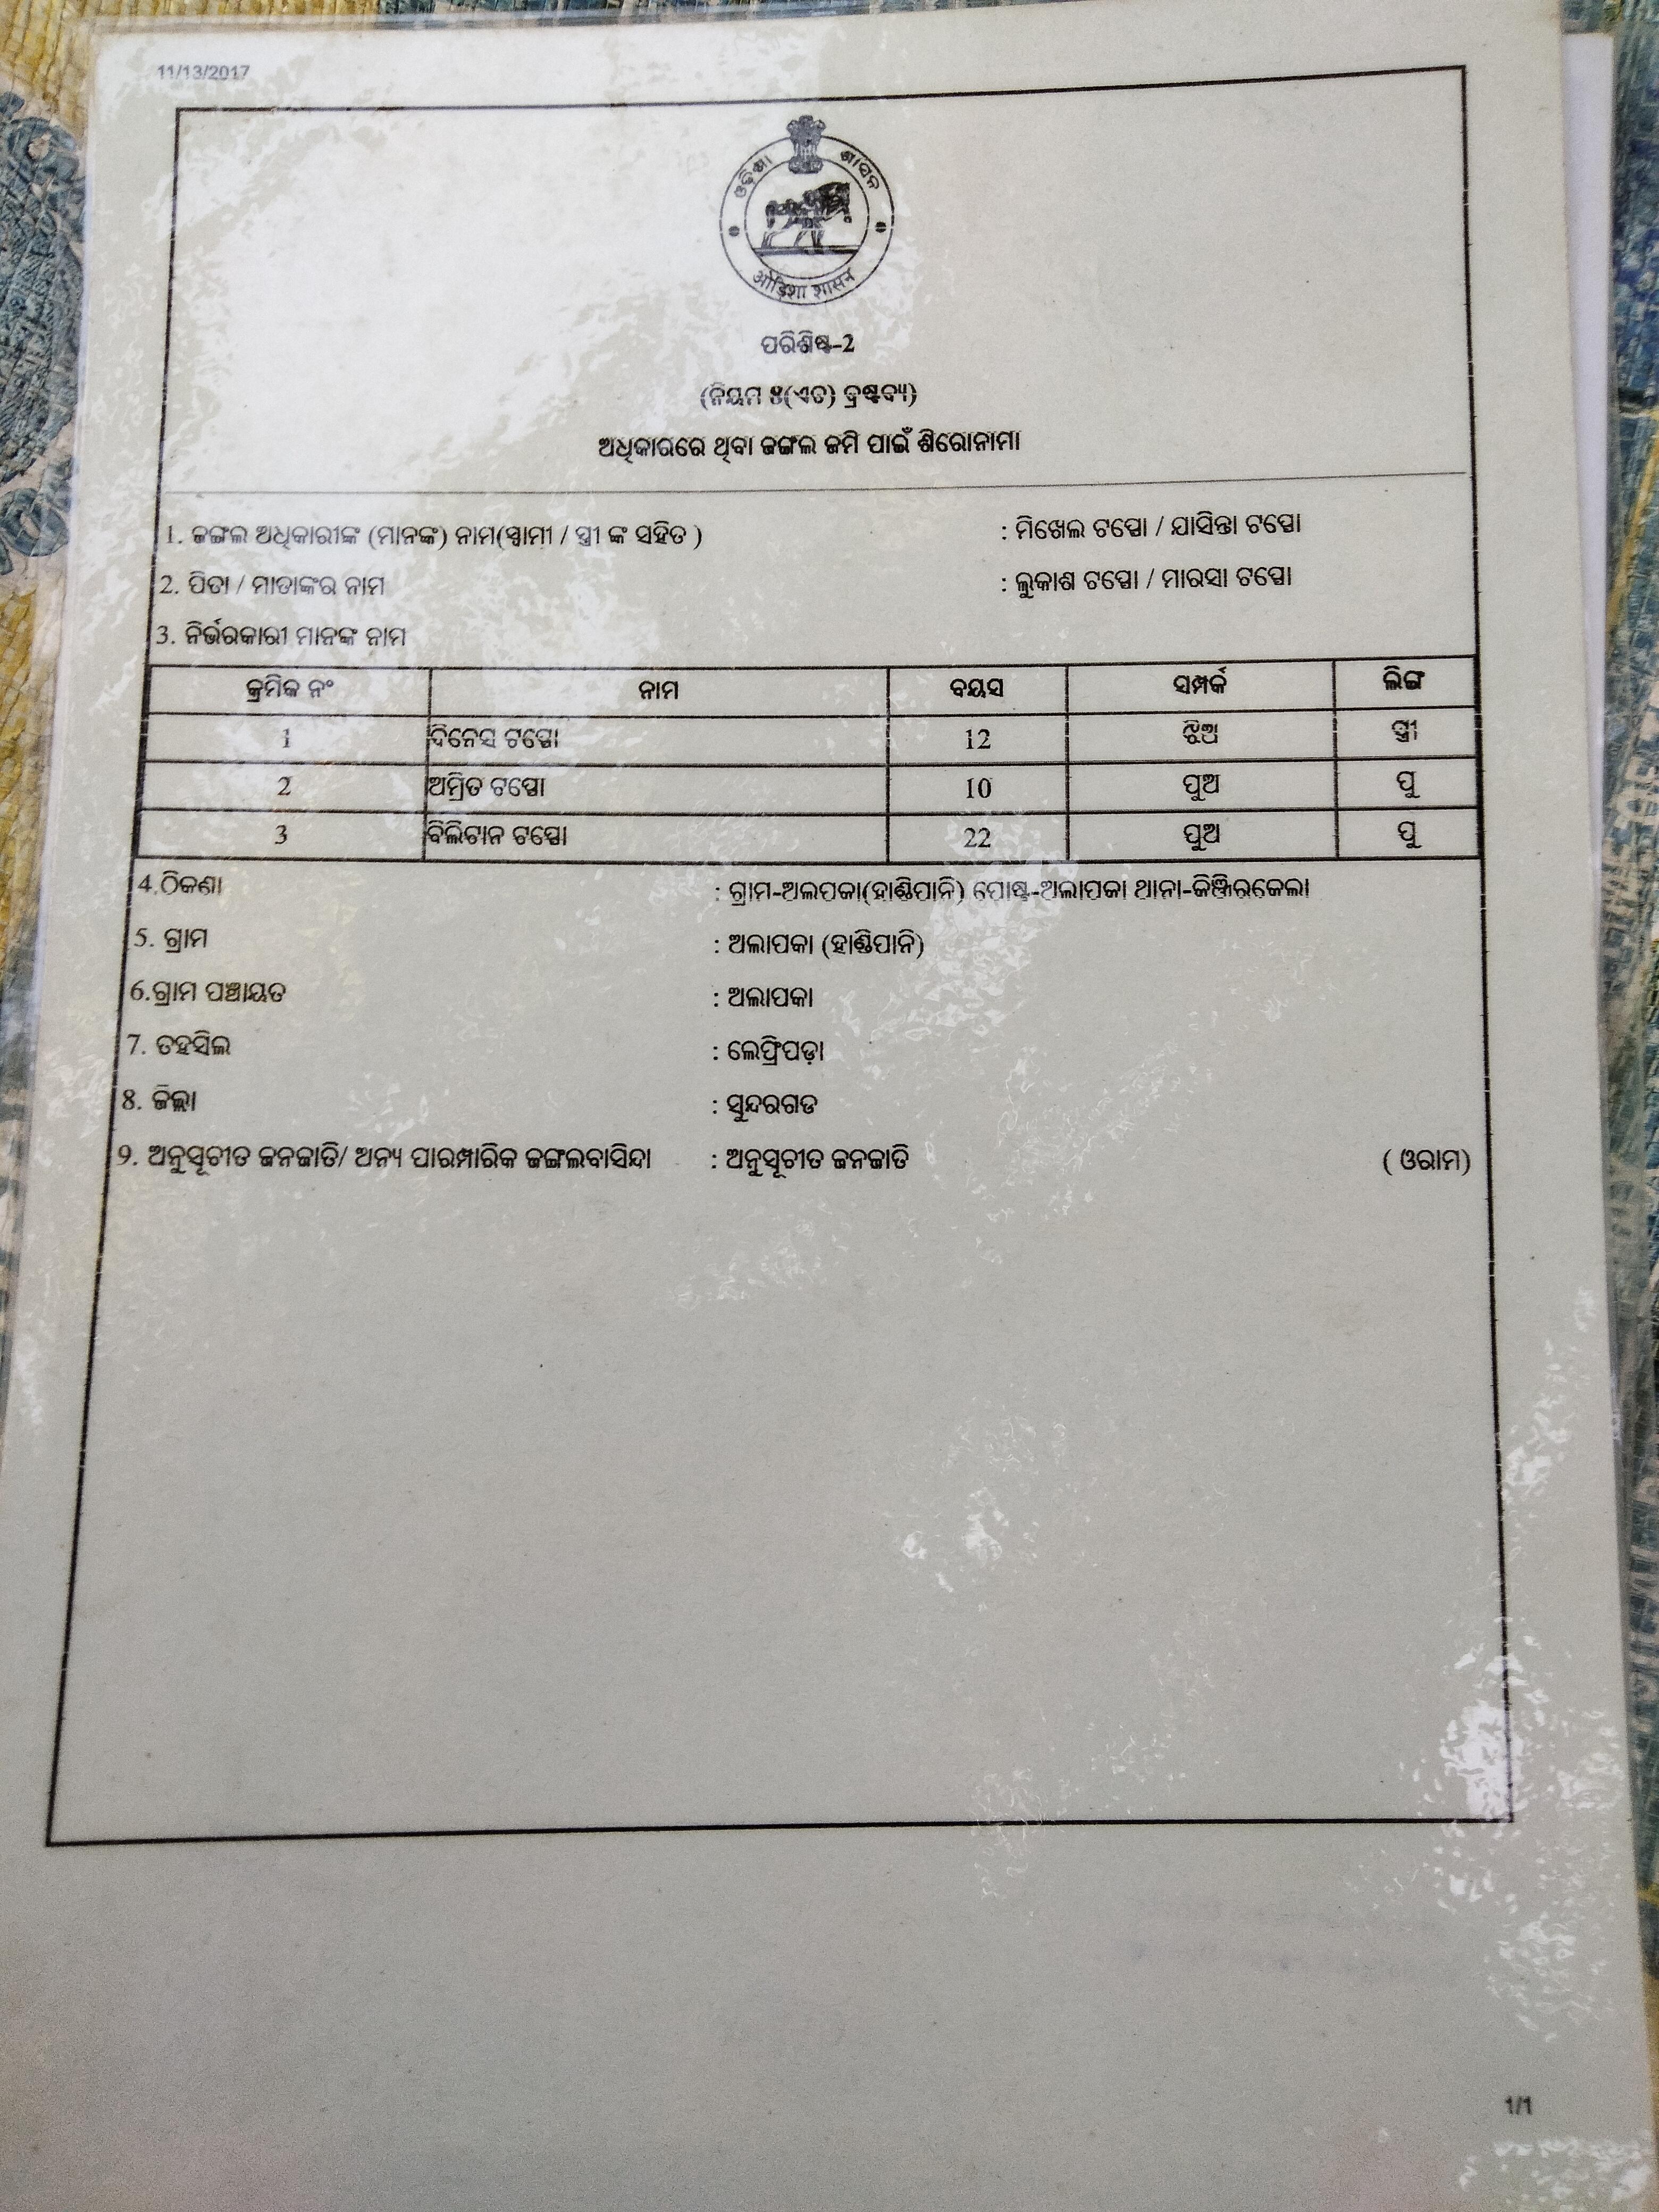 11/13/2017
ଓଡ଼ିଶା ଶାସନ
ओड़िशा शासन
ପରିଶିଷ୍ଟ-2
(ନିୟମ ୫(ଏଚ) ଦ୍ରଷ୍ଟବ୍ୟ)
ଅଧିକାରରେ ଥିବା ଜଙ୍ଗଲ ଜମି ପାଇଁ ଶିରୋନାମା
1. ଜଙ୍ଗଲ ଅଧିକାରୀଙ୍କ (ମାନଙ୍କ) ନାମ(ସ୍ୱାମୀ / ସ୍ତ୍ରୀ ଙ୍କ ସହିତ ) : ମିଖେଲ ଟପ୍ପୋ / ଯାସିନ୍ତା ଟପ୍ପୋ
2. ପିତା / ମାତାଙ୍କର ନାମ : ଲୁକାଶ ଟପ୍ପୋ / ମାରସା ଟପ୍ପୋ
3. ନିର୍ଭରକାରୀ ମାନଙ୍କ ନାମ
କ୍ରମିକ ନଂ ନାମ ବୟସ ସମ୍ପର୍କ ଲିଙ୍ଗ
1 ଦିନେସ ଟପ୍ପୋ 12 ଝିଅ ସ୍ତ୍ରୀ
2 ଅମ୍ରିତ ଟପ୍ପୋ 10 ପୁଅ ପୁ
3 ବିଲିଟାନ ଟପ୍ପୋ 22 ପୁଅ ପୁ
4.ଠିକଣା : ଗ୍ରାମ-ଅଲପକା(ହାଣ୍ଡିପାନି) ପୋଷ୍ଟ-ଅଲାପକା ଥାନା-କିଞ୍ଜିରକେଲା
5. ଗ୍ରାମ : ଅଲାପକା (ହାଣ୍ଡିପାନି)
6.ଗ୍ରାମ ପଞ୍ଚାୟତ : ଅଲାପକା
7. ତହସିଲ : ଲେଫ୍ରିପଡ଼ା
8. ଜିଲ୍ଲା : ସୁନ୍ଦରଗଡ
9. ଅନୁସୂଚୀତ ଜନଜାତି/ ଅନ୍ୟ ପାରମ୍ପାରିକ ଜଙ୍ଗଲବାସିନ୍ଦା : ଅନୁସୂଚୀତ ଜନଜାତି ( ଓରାମ)
1/1